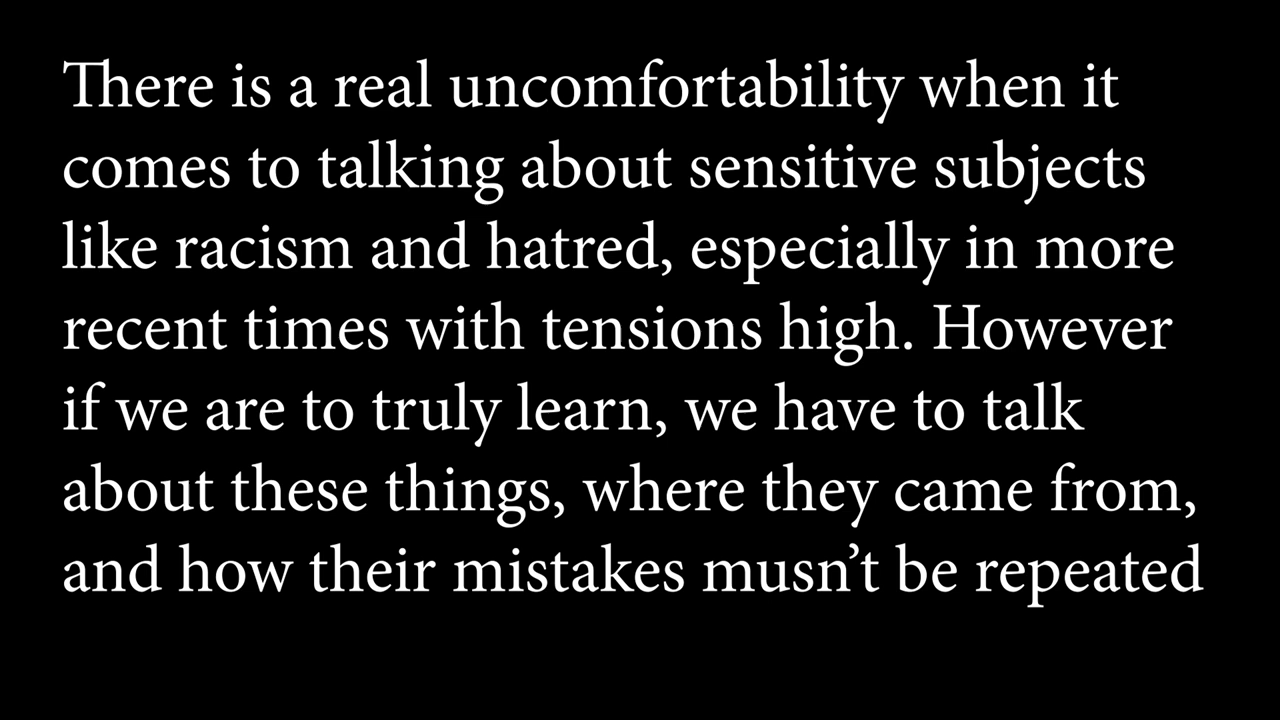 There is a real uncomfortability when it
comes to talking about sensitive subjects
like racism and hatred, especially in more
recent times with tensions high. However
if we are to truly learn, we have to talk
about these things, where they came from,
and how their mistakes musn’t be repeated